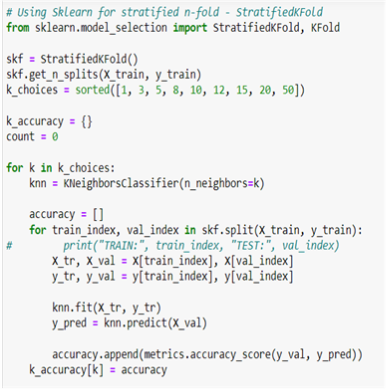 # Using Sklearn for stratified n-fold - StratifiedKFold
from sklearn.model_selection import StratifiedKFold, KFold

skf = StratifiedKFold()
skf.get_n_splits(X_train, y_train)
k_choices = sorted([1, 3, 5, 8, 10, 12, 15, 20, 50])

k_accuracy = {}
count = 0

for k in k_choices:
    knn = KNeighborsClassifier(n_neighbors=k)

    accuracy = []
    for train_index, val_index in skf.split(X_train, y_train):
#        print("TRAIN:", train_index, "TEST:", val_index)
        X_tr, X_val = X[train_index], X[val_index]
        y_tr, y_val = y[train_index], y[val_index]

        knn.fit(X_tr, y_tr)
        y_pred = knn.predict(X_val)

        accuracy.append(metrics.accuracy_score(y_val, y_pred))
    k_accuracy[k] = accuracy